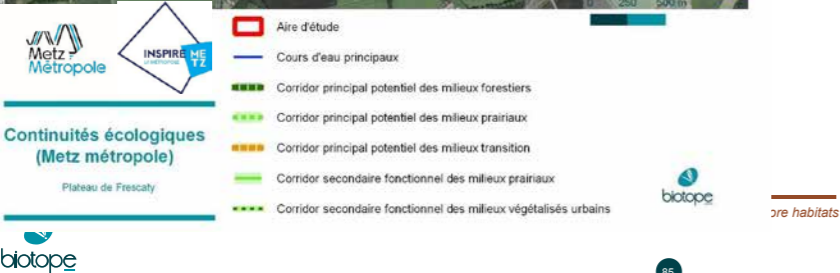 0 250 500 m
Metz
Métropole
INSPIRE METZ
LA MÉTROPOLE
Continuités écologiques
(Metz métropole)
Plateau de Frescaty
Aire d'étude
Cours d'eau principaux
Corridor principal potentiel des milieux forestiers
Corridor principal potentiel des milieux prairiaux
Corridor principal potentiel des milieux transition
Corridor secondaire fonctionnel des milieux prairiaux
Corridor secondaire fonctionnel des milieux végétalisés urbains
biotope
habitats
biotope
85